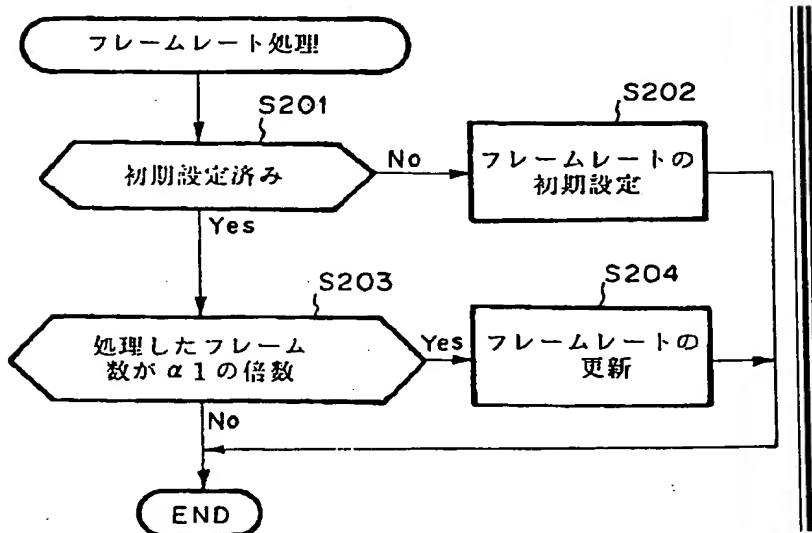 フレームレート処理
S201
初期設定済み
No
S202
フレームレートの
初期設定
Yes
S203
処理したフレーム
数がα1の倍数
Yes
S204
フレームレートの
更新
No
END